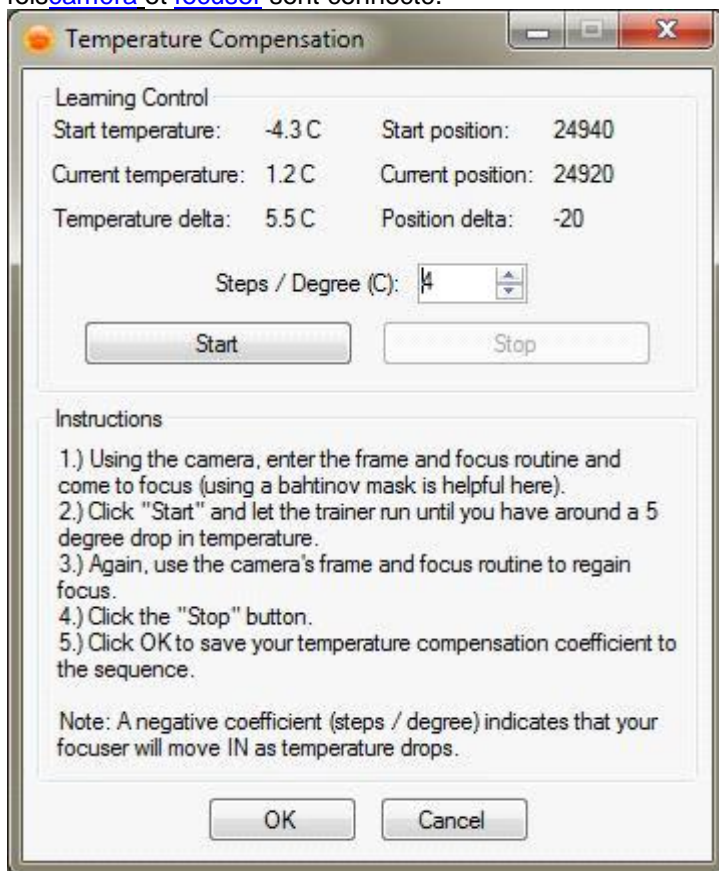 fois caméra et focuser sont connecté.
Temperature Compensation
Learning Control
Start temperature: -4.3 C Start position: 24940
Current temperature: 1.2 C Current position: 24920
Temperature delta: 5.5 C Position delta: -20
Steps / Degree (C): 4
Start Stop
Instructions
1.) Using the camera, enter the frame and focus routine and
come to focus (using a bahtinov mask is helpful here).
2.) Click "Start" and let the trainer run until you have around a 5
degree drop in temperature.
3.) Again, use the camera's frame and focus routine to regain
focus.
4.) Click the "Stop" button.
5.) Click OK to save your temperature compensation coefficient to
the sequence.
Note: A negative coefficient (steps / degree) indicates that your
focuser will move IN as temperature drops.
OK Cancel